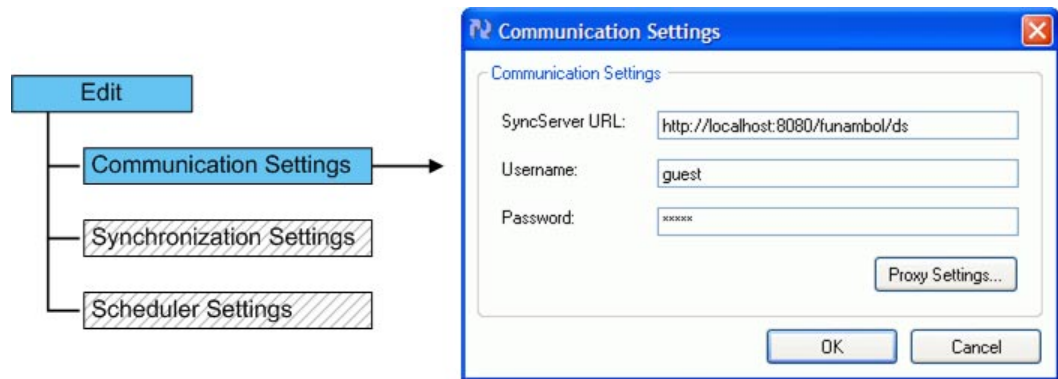 Edit
Communication Settings
Synchronization Settings
Scheduler Settings
Communication Settings
Communication Settings
SyncServer URL: http://localhost:8080/funambol/ds
Username: guest
Password: xxxxx
Proxy Settings...
OK Cancel